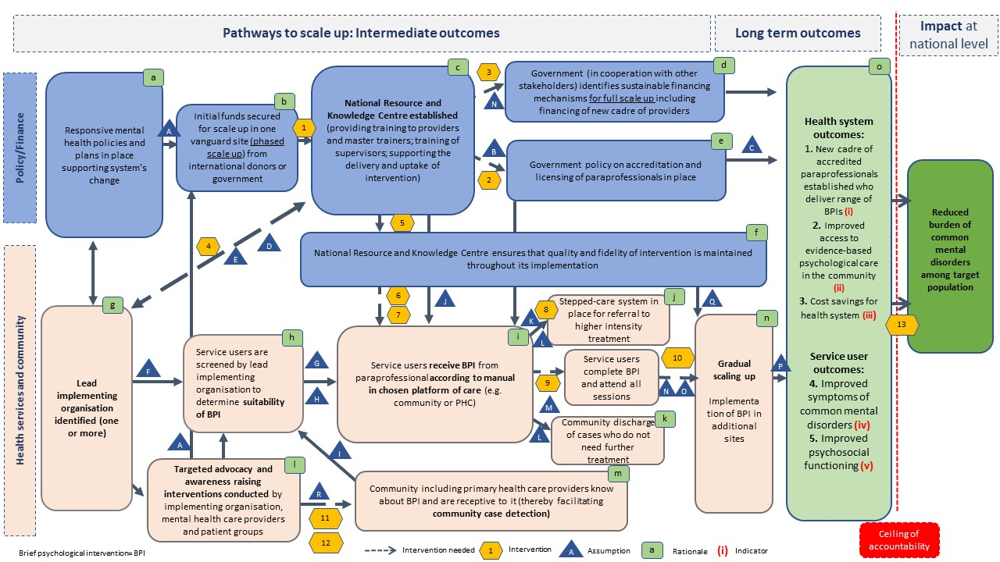 Pathways to scale up: Intermediate outcomes
Long term outcomes
Impact at
national level
Policy/Finance
Health services and community
a
Responsive mental
health policies and
plans in place
supporting system's
change
A
b
Initial funds secured
for scale up in one
vanguard site (phased
scale up) from
international donors or
government
1
c
National Resource and
Knowledge Centre established
(providing training to providers
and master trainers; training of
supervisors; supporting the
delivery and uptake of
intervention)
3
N
B
2
d
Government (in cooperation with other
stakeholders) identifies sustainable financing
mechanisms for full scale up including
financing of new cadre of providers
e
Government policy on accreditation and
licensing of paraprofessionals in place
C
5
4
E
D
f
National Resource and Knowledge Centre ensures that quality and fidelity of intervention is maintained
throughout its implementation
6
7
J
Q
g
Lead
implementing
organisation
identified (one
or more)
F
h
Service users are
screened by lead
implementing
organisation to
determine suitability
of BPI
G
H
i
Service users receive BPI from
paraprofessional according to manual
in chosen platform of care (e.g.
community or PHC)
K
8
L
j
Stepped-care system in
place for referral to
higher intensity
treatment
9
M
L
Service users
complete BPI
and attend all
sessions
10
N
O
k
Community discharge
of cases who do not
need further
treatment
n
Gradual
scaling up
Implementa
tion of BPI in
additional
sites
P
A
l
Targeted advocacy and
awareness raising
interventions conducted by
implementing organisation,
mental health care providers
and patient groups
R
11
12
I
m
Community including primary health care providers know
about BPI and are receptive to it (thereby facilitating
community case detection)
o
Health system
outcomes:
1. New cadre of
accredited
paraprofessionals
established who
deliver range of
BPIs (i)
2. Improved
access to
evidence-based
psychological care
in the community
(ii)
3. Cost savings for
health system (iii)
Service user
outcomes:
4. Improved
symptoms of
common mental
disorders (iv)
5. Improved
psychosocial
functioning (v)
13
Reduced
burden of
common
mental
disorders
among target
population
Ceiling of
accountability
Brief psychological intervention= BPI
Intervention needed
1
Intervention
A
Assumption
a
Rationale
(i)
Indicator